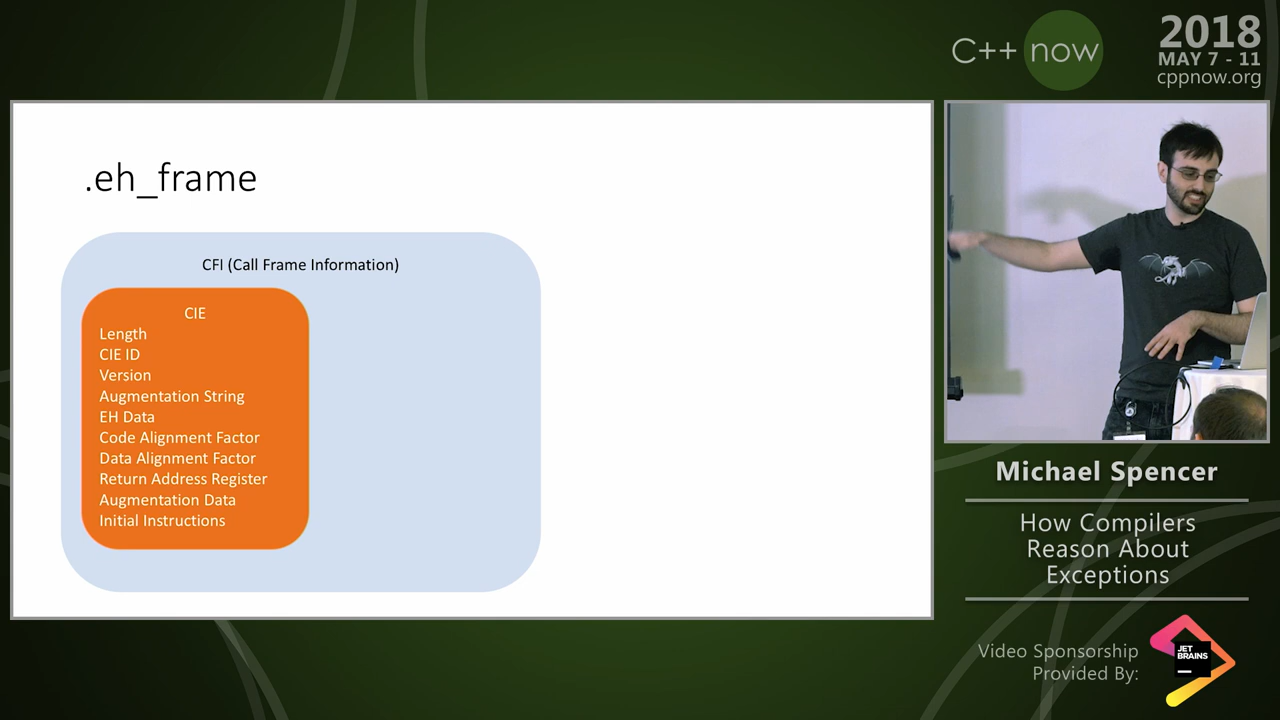 C++ now
2018
MAY 7 - 11
cppnow.org
.eh_frame
CFI (Call Frame Information)
CIE
Length
CIE ID
Version
Augmentation String
EH Data
Code Alignment Factor
Data Alignment Factor
Return Address Register
Augmentation Data
Initial Instructions
Michael Spencer
How Compilers
Reason About
Exceptions
Video Sponsorship
Provided By:
JET
BRAINS